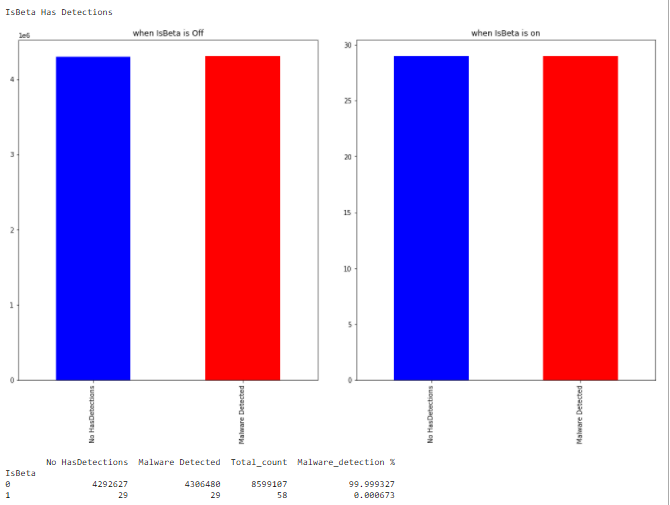 IsBeta Has Detections
when IsBeta is Off
1e6
4
3
2
1
0
No HasDetections
Malware Detected
when IsBeta is on
30
25
20
15
10
5
0
No HasDetections
Malware Detected
No HasDetections Malware Detected Total_count Malware_detection %
IsBeta
0 4292627 4306480 8599107 99.999327
1 29 29 58 0.000673